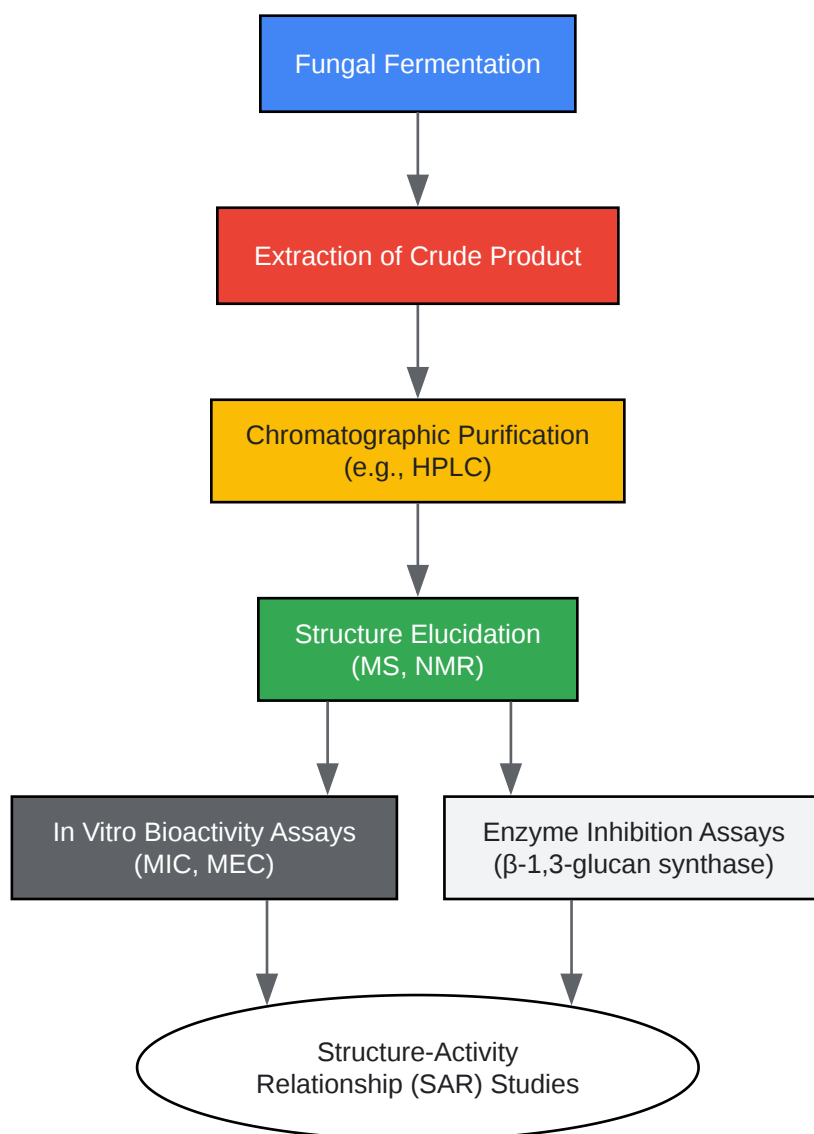 Fungal Fermentation
Extraction of Crude Product
Chromatographic Purification
(e.g., HPLC)
Structure Elucidation
(MS, NMR)
In Vitro Bioactivity Assays
(MIC, MEC)
Enzyme Inhibition Assays
(β-1,3-glucan synthase)
Structure-Activity
Relationship (SAR) Studies